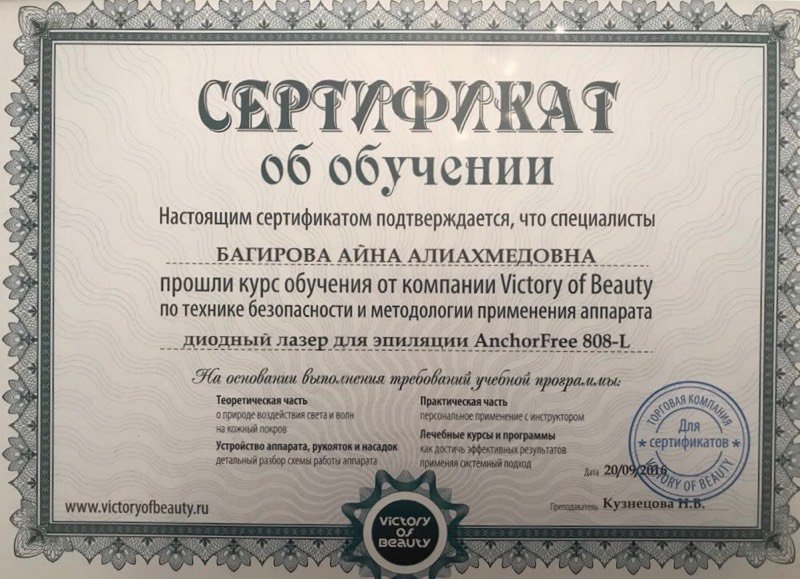 СЕРТИФИКАТ
об обучении
Настоящим сертификатом подтверждается, что специалисты
БАГИРОВА АЙНА АЛИАХМЕДОВНА
прошли курс обучения от компании Victory of Beauty
по технике безопасности и методологии применения аппарата
диодный лазер для эпиляции AnchorFree 808-L
На основании выполнения требований учебной программы:
Теоретическая часть
о природе воздействия света и волн
на кожный покров
Устройство аппарата, рукояток и насадок
детальный разбор схемы работы аппарата
Практическая часть
персональное применение с инструктором
Лечебные курсы и программы
как достичь эффективных результатов
применяя системный подход
ТОРГОВАЯ КОМПАНИЯ
Для
сертификатов
VICTORY OF BEAUTY
Дата 20/09/2016
www.victoryofbeauty.ru
Преподаватель Кузнецова Н.В.
Victory
of
Beauty